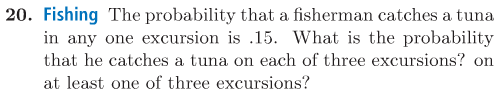 20. Fishing The probability that a fisherman catches a tuna
in any one excursion is .15. What is the probability
that he catches a tuna on each of three excursions? on
at least one of three excursions?